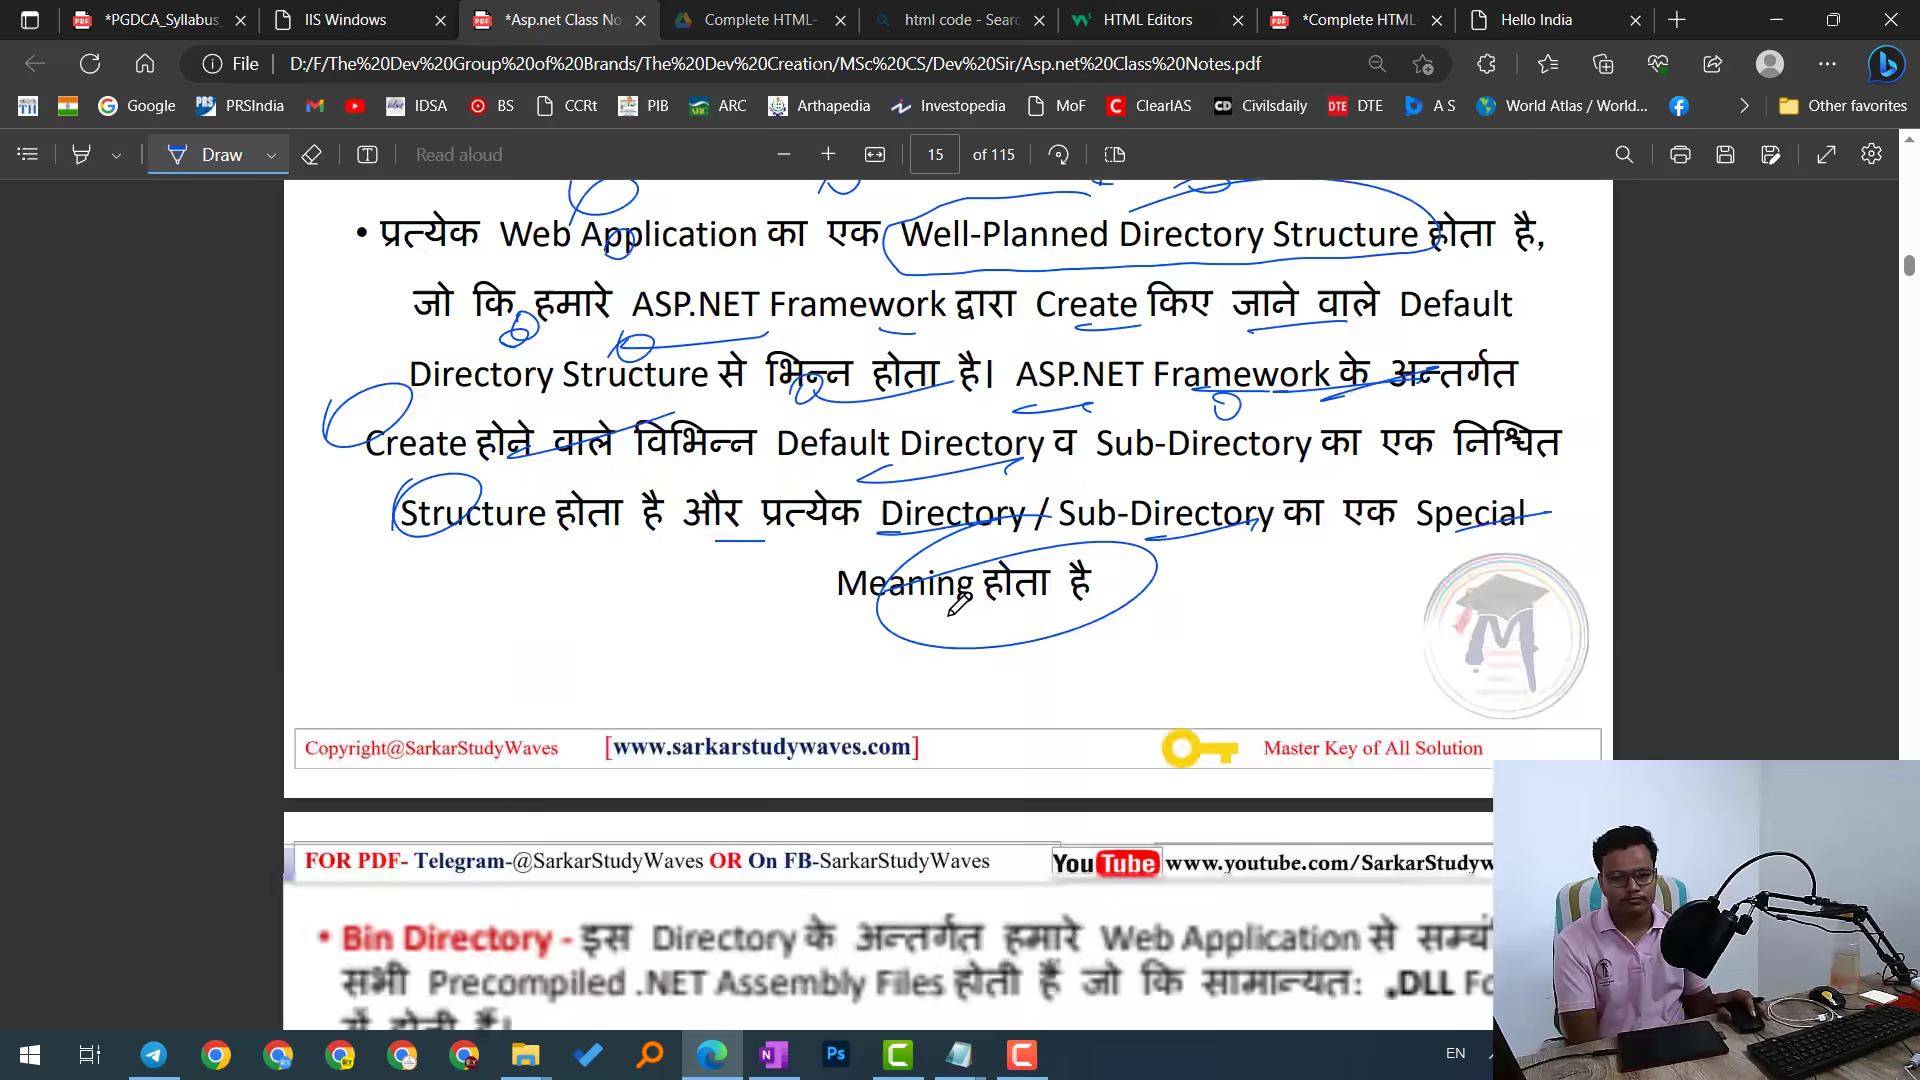 *PGDCA_Syllabus_
IIS Windows
*Asp.net Class No
Complete HTML-
html code - Searc
HTML Editors
*Complete HTML-
Hello India
File
D:/F/The%20Dev%20Group%20of%20Brands/The%20Dev%20Creation/MSc%20CS/Dev%20Sir/Asp.net%20Class%20Notes.pdf
Google
PRSIndia
IDSA
BS
CCRt
PIB
ARC
Arthapedia
Investopedia
MoF
ClearIAS
Civilsdaily
DTE
A S
World Atlas / World...
Other favorites
Draw
Read aloud
15
of 115
• प्रत्येक Web Application का एक Well-Planned Directory Structure होता है,
जो कि हमारे ASP.NET Framework द्वारा Create किए जाने वाले Default
Directory Structure से भिन्न होता है। ASP.NET Framework के अन्तर्गत
Create होने वाले विभिन्न Default Directory व Sub-Directory का एक निश्चित
Structure होता है और प्रत्येक Directory / Sub-Directory का एक Special
Meaning होता है
Copyright@SarkarStudyWaves [www.sarkarstudywaves.com] Master Key of All Solution
FOR PDF- Telegram-@SarkarStudyWaves OR On FB-SarkarStudyWaves YouTube www.youtube.com/SarkarStudyW
• Bin Directory - इस Directory के अन्तर्गत हमारे Web Application से
सभी Precompiled .NET Assembly Files होती हैं जो कि सामान्यत: .DLL Fo
में होती हैं।
EN